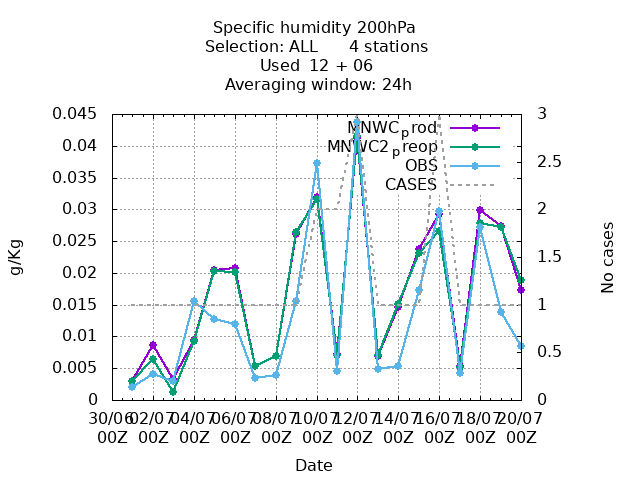 Specific humidity 200hPa
Selection: ALL 4 stations
Used 12 + 06
Averaging window: 24h
0.045
0.04
0.035
0.03
0.025
0.02
0.015
0.01
0.005
0
g/Kg
3
2.5
2
1.5
1
0.5
0
No cases
MNWCprod
MNWC2preop
OBS
CASES
30/06 02/07 04/07 06/07 08/07 10/07 12/07 14/07 16/07 18/07 20/07
00Z 00Z 00Z 00Z 00Z 00Z 00Z 00Z 00Z 00Z 00Z
Date